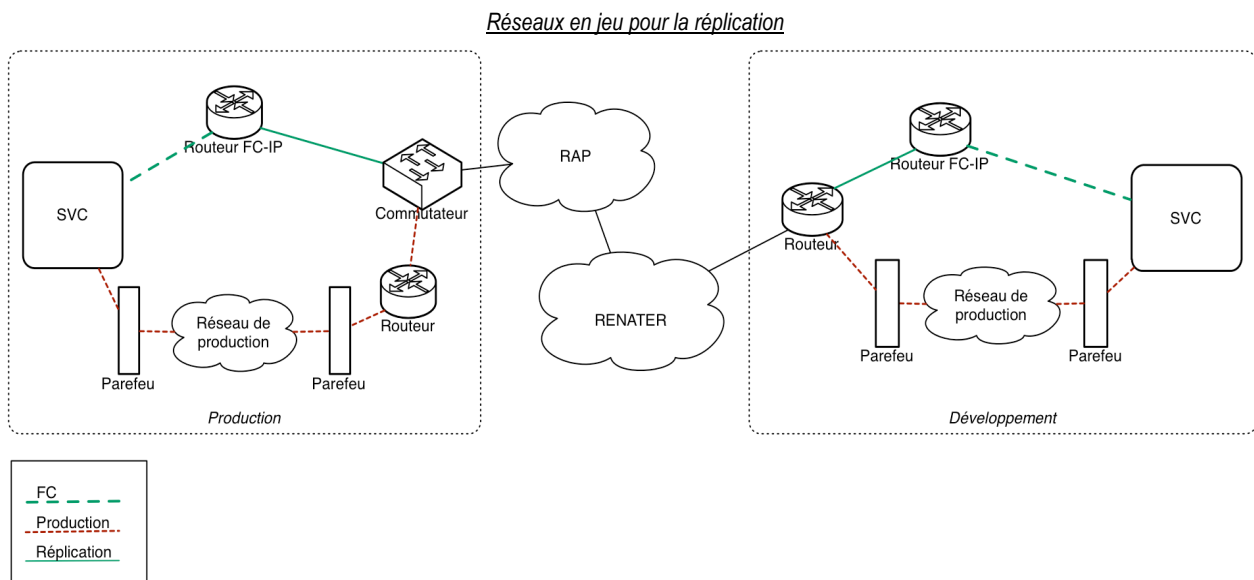 Réseaux en jeu pour la réplication
Routeur FC-IP
SVC
Commutateur
Routeur
Parefeu
Réseau de
production
Parefeu
Production
RAP
RENATER
Routeur FC-IP
Routeur
SVC
Parefeu
Réseau de
production
Parefeu
Développement
FC
Production
Réplication